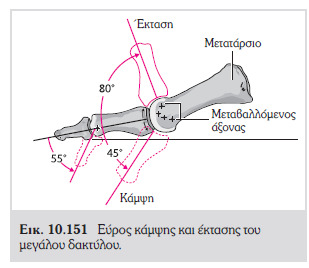 Έκταση
Μετατάρσιο
80°
Μεταβαλλόμενος
άξονας
55°
45°
Κάμψη
Εικ. 10.151 Εύρος κάμψης και έκτασης του
μεγάλου δακτύλου.